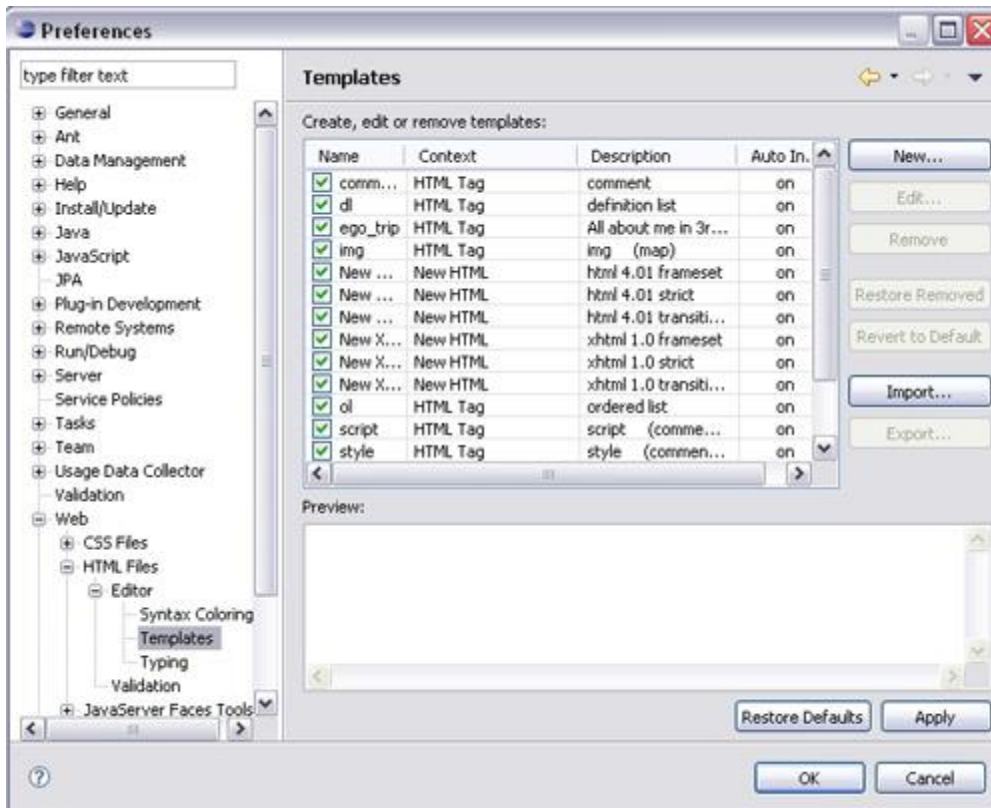 Preferences
type filter text
General
Ant
Data Management
Help
Install/Update
Java
JavaScript
JPA
Plug-in Development
Remote Systems
Run/Debug
Server
Service Policies
Tasks
Team
Usage Data Collector
Validation
Web
CSS Files
HTML Files
Editor
Syntax Coloring
Templates
Typing
Validation
JavaServer Faces Tools
Templates
Create, edit or remove templates:
Name Context Description Auto In.
comm... HTML Tag comment on
dl HTML Tag definition list on
ego_trip HTML Tag All about me in 3r... on
img HTML Tag img (map) on
New ... New HTML html 4.01 frameset on
New ... New HTML html 4.01 strict on
New ... New HTML html 4.01 transiti... on
New X... New HTML xhtml 1.0 frameset on
New X... New HTML xhtml 1.0 strict on
New X... New HTML xhtml 1.0 transiti... on
ol HTML Tag ordered list on
script HTML Tag script (comme... on
style HTML Tag style (commen... on
New...
Edit...
Remove
Restore Removed
Revert to Default
Import...
Export...
Preview:
Restore Defaults Apply
? OK Cancel